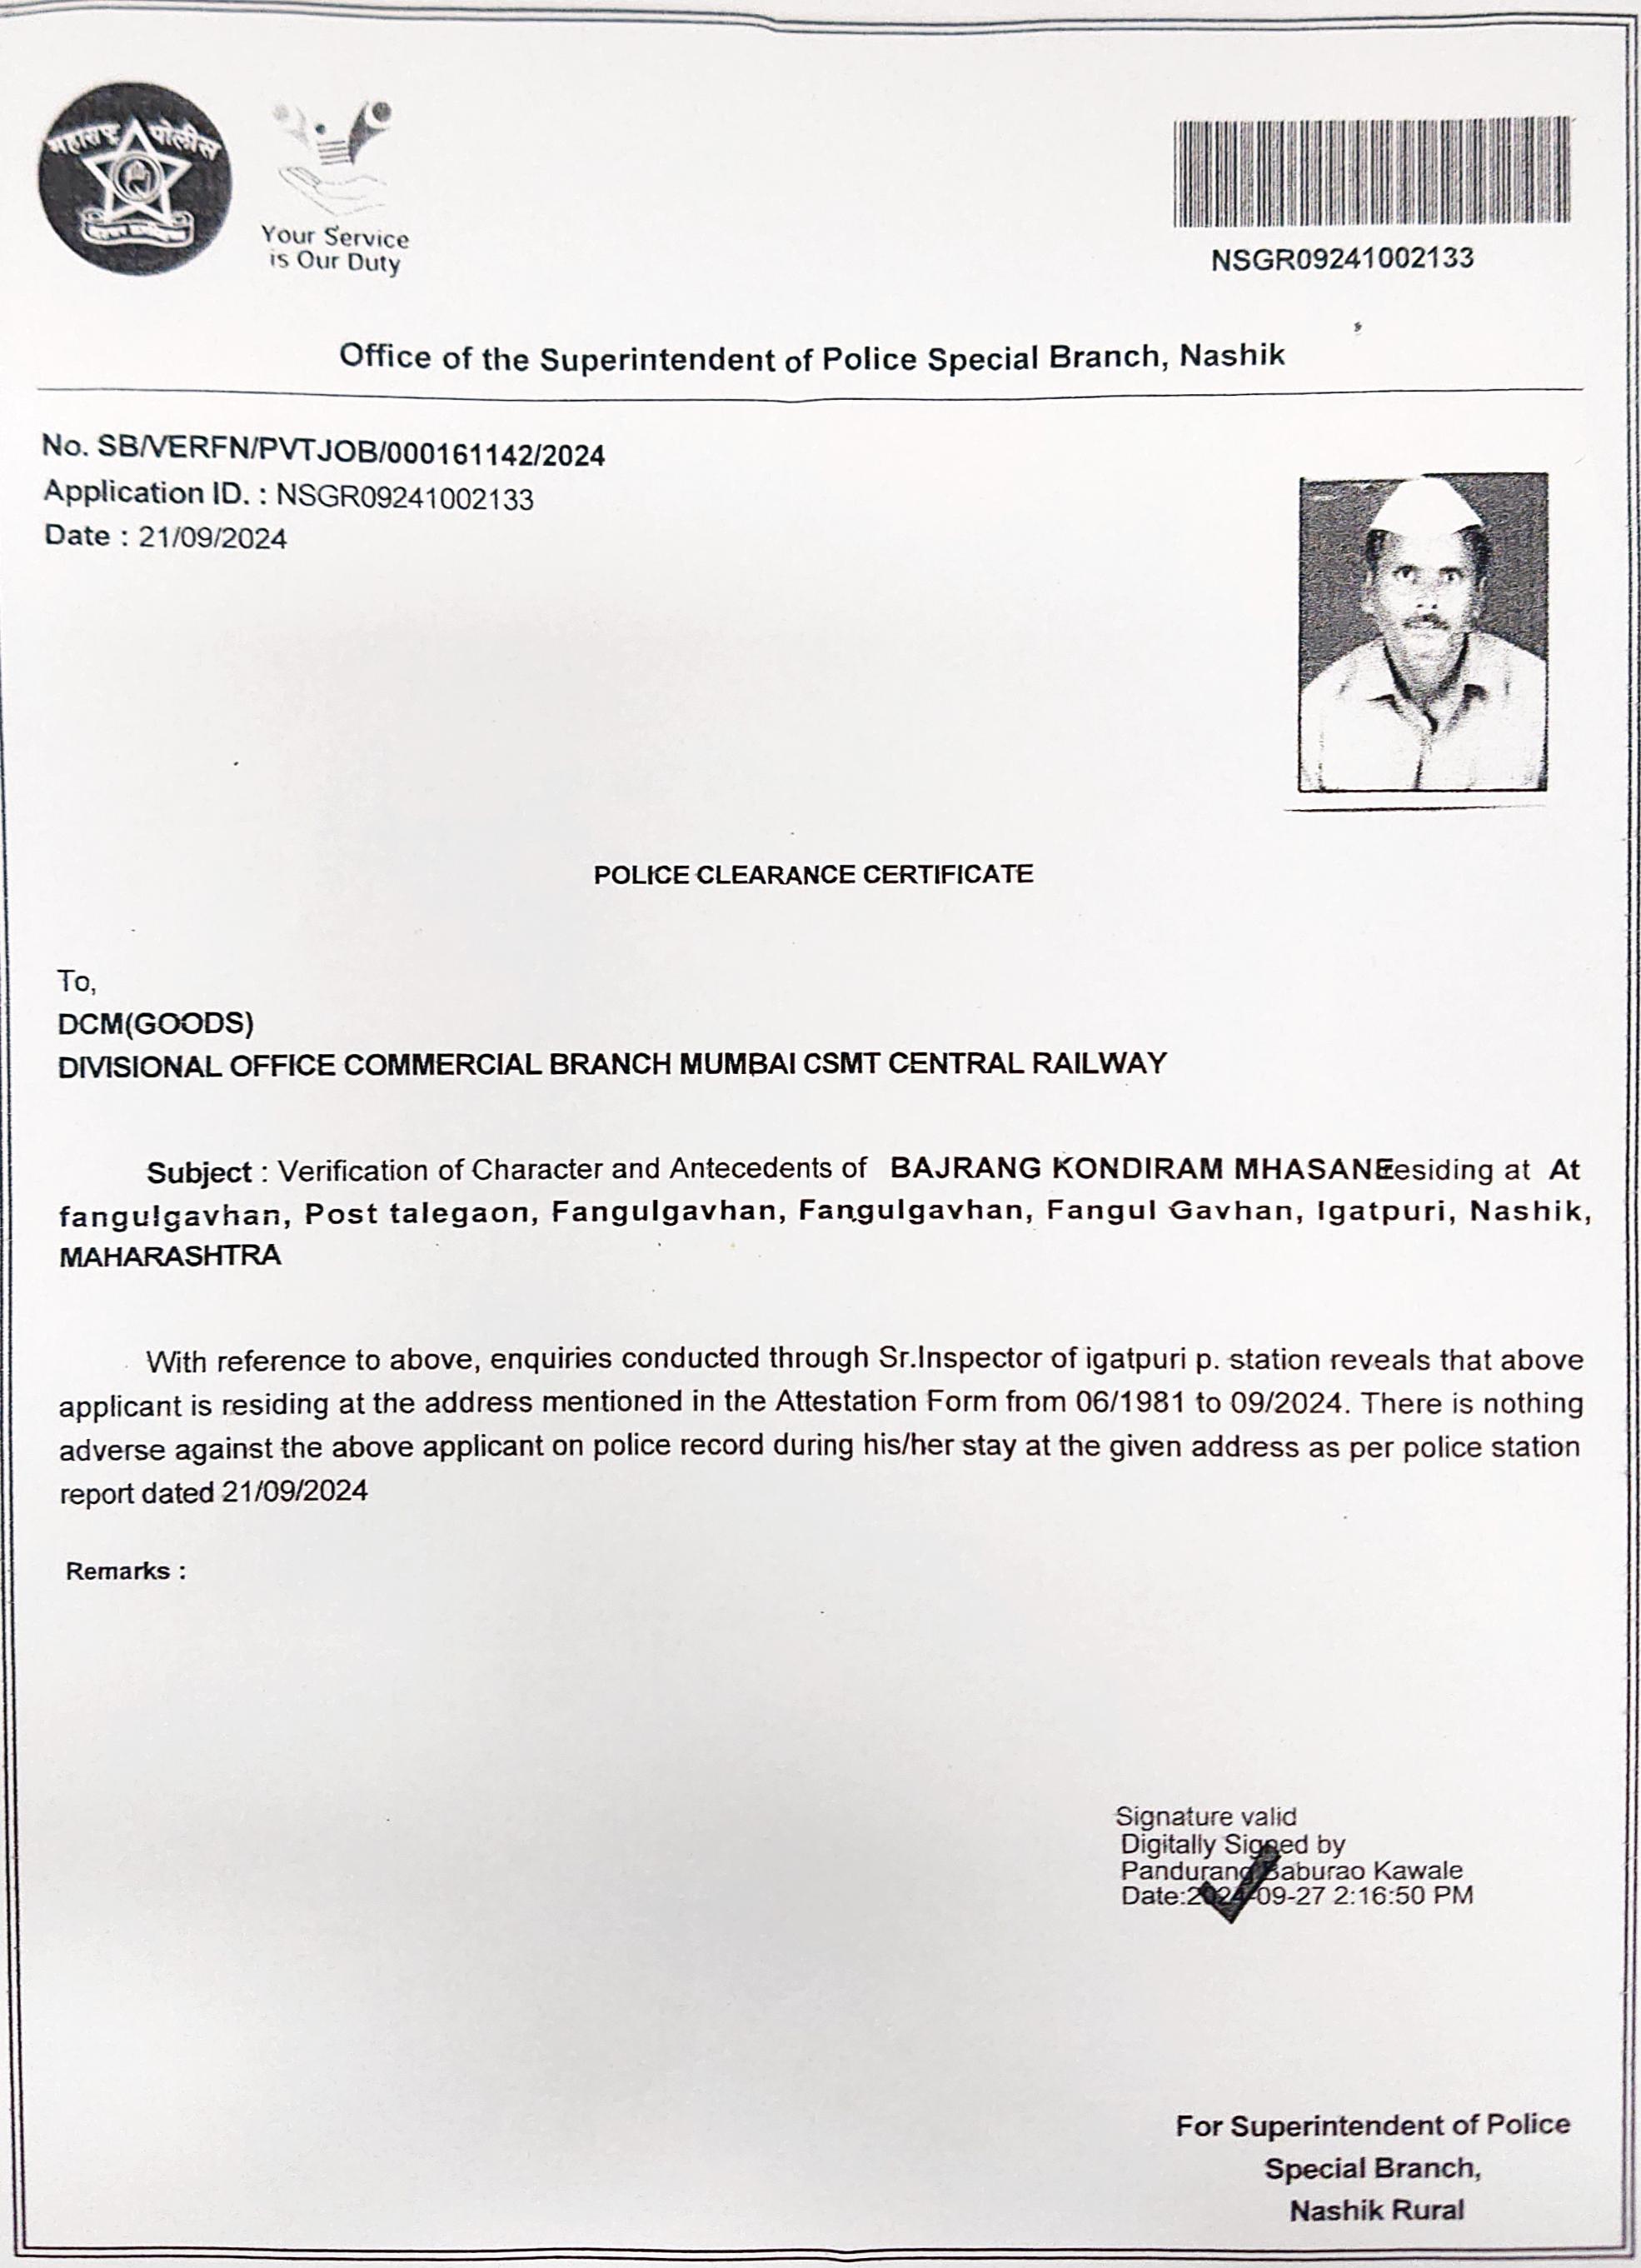 महाराष्ट्र पोलीस
Your Service
is Our Duty
NSGR09241002133
Office of the Superintendent of Police Special Branch, Nashik
No. SB/VERFN/PVTJOB/000161142/2024
Application ID. : NSGR09241002133
Date : 21/09/2024
POLICE CLEARANCE CERTIFICATE
To,
DCM(GOODS)
DIVISIONAL OFFICE COMMERCIAL BRANCH MUMBAI CSMT CENTRAL RAILWAY
Subject : Verification of Character and Antecedents of BAJRANG KONDIRAM MHASANEesiding at At
fangulgavhan, Post talegaon, Fangulgavhan, Fangulgavhan, Fangul Gavhan, Igatpuri, Nashik,
MAHARASHTRA
With reference to above, enquiries conducted through Sr.Inspector of igatpuri p. station reveals that above
applicant is residing at the address mentioned in the Attestation Form from 06/1981 to 09/2024. There is nothing
adverse against the above applicant on police record during his/her stay at the given address as per police station
report dated 21/09/2024
Remarks :
Signature valid
Digitally Signed by
Pandurang Baburao Kawale
Date:2024-09-27 2:16:50 PM
For Superintendent of Police
Special Branch,
Nashik Rural